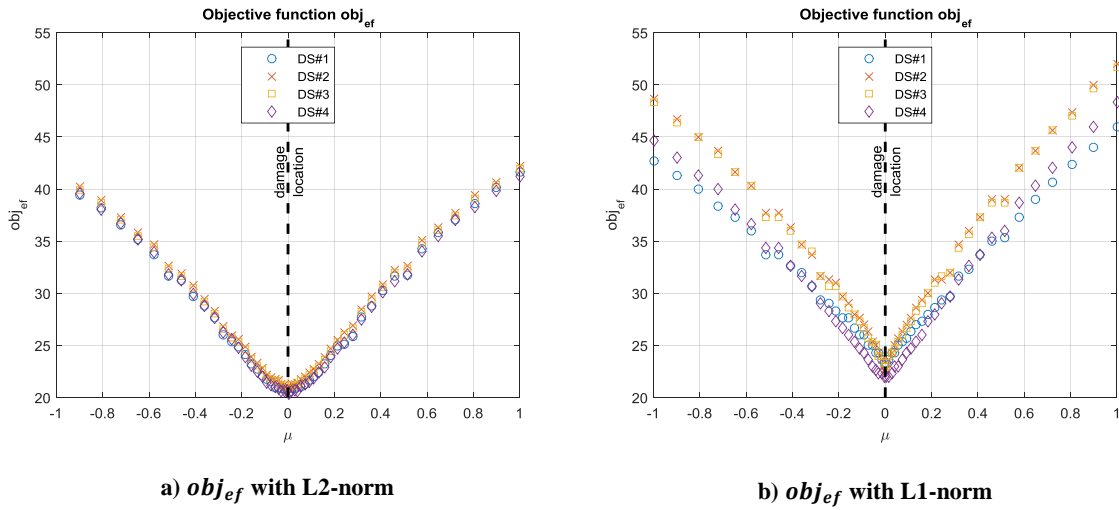 Objective function obj_ef
55
50
45
40
35
30
25
20
obj_ef
-1 -0.8 -0.6 -0.4 -0.2 0 0.2 0.4 0.6 0.8 1
μ
DS#1
DS#2
DS#3
DS#4
damage
location
a) obj_ef with L2-norm
Objective function obj_ef
55
50
45
40
35
30
25
20
obj_ef
-1 -0.8 -0.6 -0.4 -0.2 0 0.2 0.4 0.6 0.8 1
μ
DS#1
DS#2
DS#3
DS#4
damage
location
b) obj_ef with L1-norm